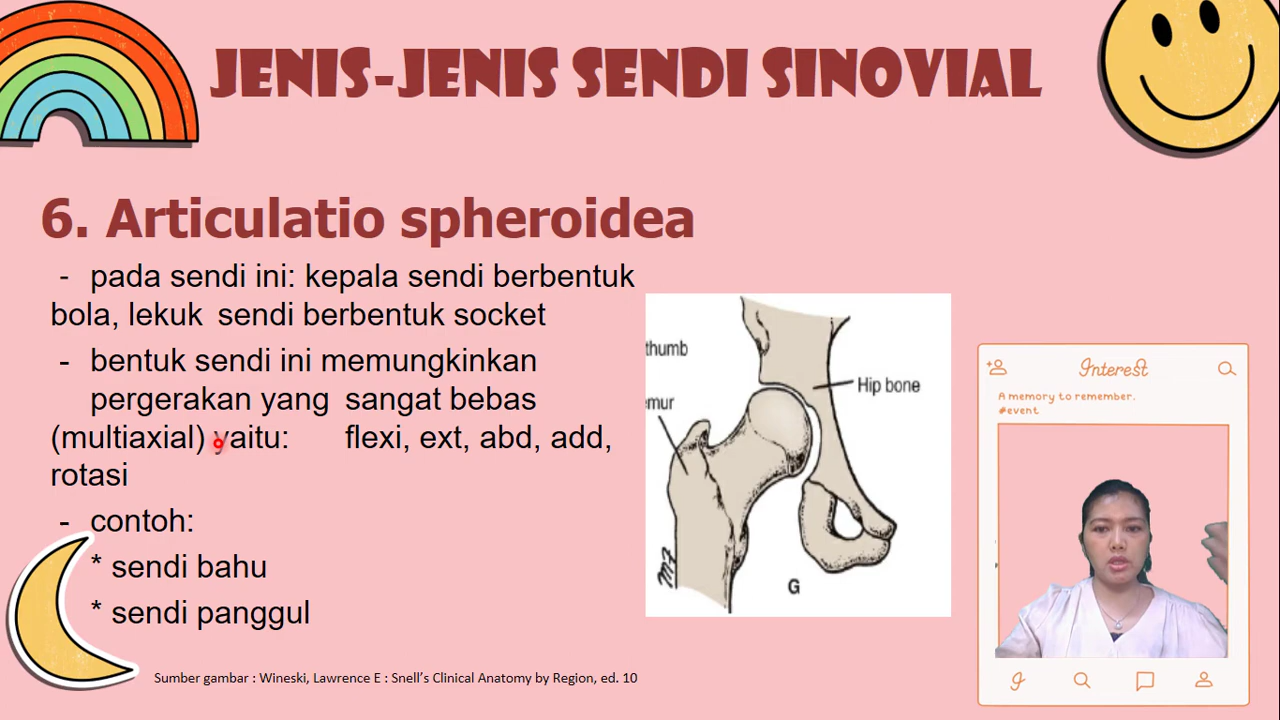 JENIS-JENIS SENDI SINOVIAL
6. Articulatio spheroidea
- pada sendi ini: kepala sendi berbentuk
bola, lekuk sendi berbentuk socket
- bentuk sendi ini memungkinkan
pergerakan yang sangat bebas
(multiaxial) yaitu: flexi, ext, abd, add,
rotasi
- contoh:
* sendi bahu
* sendi panggul
thumb
emur
Hip bone
G
Interest
A memory to remember.
#event
Sumber gambar : Wineski, Lawrence E : Snell's Clinical Anatomy by Region, ed. 10